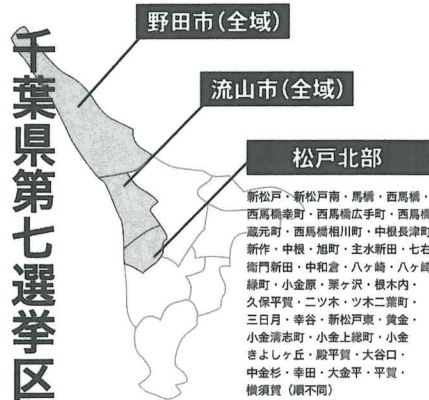 千葉県第七選挙区
野田市(全域)
流山市(全域)
松戸北部
新松戸・新松戸南・馬橋・西馬橋・
西馬橋幸町・西馬橋広手町・西馬橋
蔵元町・西馬橋相川町・中根長津町
新作・中根・旭町・主水新田・七右
衛門新田・中和倉・八ヶ崎・八ヶ崎
緑町・小金原・栗ヶ沢・根木内・
久保平賀・二ツ木・ツ木二葉町・
三日月・幸谷・新松戸東・黄金・
小金清志町・小金上総町・小金
きよしヶ丘・殿平賀・大谷口・
中金杉・幸田・大金平・平賀・
横須賀(順不同)